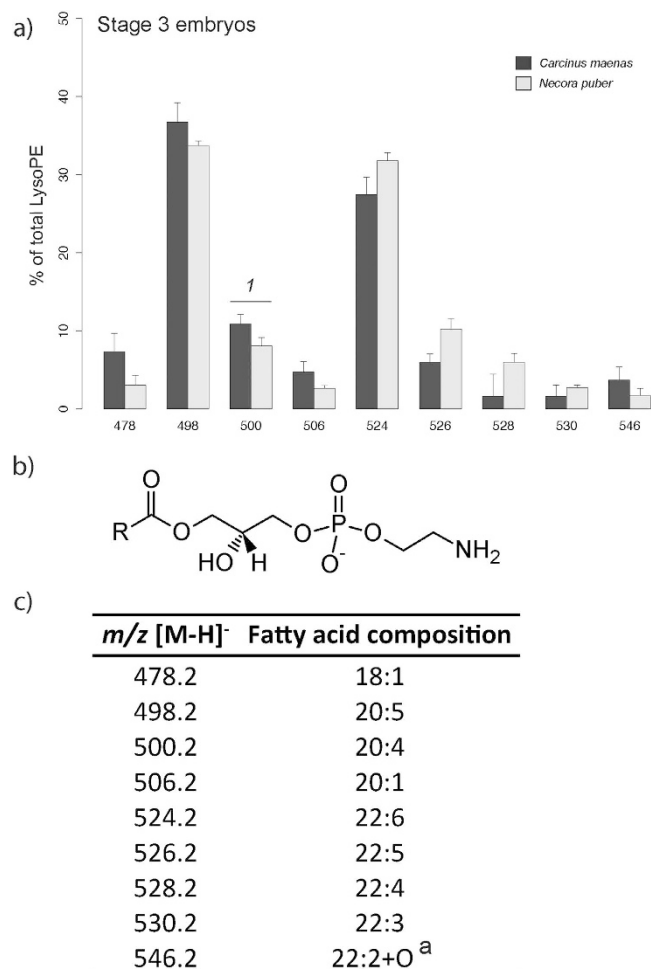 a)
Stage 3 embryos
Carcinus maenas
Necora puber
% of total LysoPE
50
40
30
20
10
0
1
478 498 500 506 524 526 528 530 546
b)
O
R
O
HO
H
O
O
P
O-
O
NH2
c)
m/z [M-H]- Fatty acid composition
478.2 18:1
498.2 20:5
500.2 20:4
506.2 20:1
524.2 22:6
526.2 22:5
528.2 22:4
530.2 22:3
546.2 22:2+O a